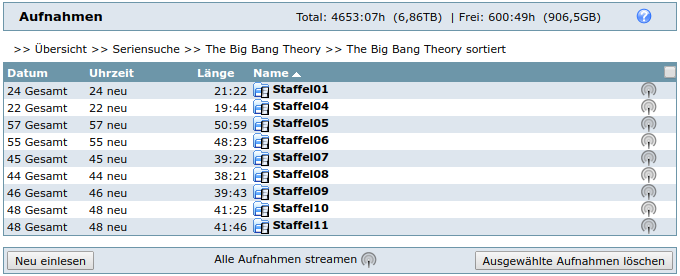 Aufnahmen Total: 4653:07h (6,86TB) | Frei: 600:49h (906,5GB) ?
>> Übersicht >> Seriensuche >> The Big Bang Theory >> The Big Bang Theory sortiert
Datum Uhrzeit Länge Name
24 Gesamt 24 neu 21:22 Staffel01
22 Gesamt 22 neu 19:44 Staffel04
57 Gesamt 57 neu 50:59 Staffel05
55 Gesamt 55 neu 48:23 Staffel06
45 Gesamt 45 neu 39:22 Staffel07
44 Gesamt 44 neu 38:21 Staffel08
46 Gesamt 46 neu 39:43 Staffel09
48 Gesamt 48 neu 41:25 Staffel10
48 Gesamt 48 neu 41:46 Staffel11
Neu einlesen Alle Aufnahmen streamen Ausgewählte Aufnahmen löschen